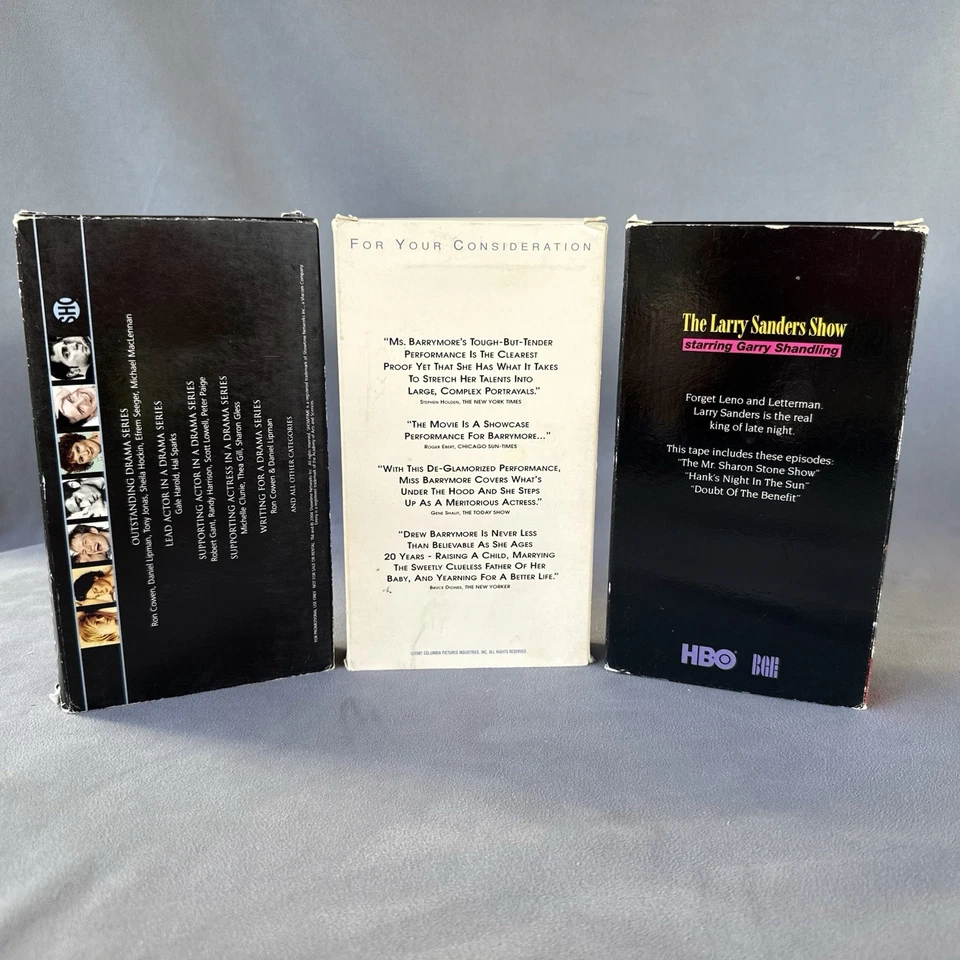 SHO
OUTSTANDING DRAMA SERIES
Ron Cowen, Daniel Lipman, Tony Jonas, Sheila Hockin, Efrem Seeger, Michael MacLennan
LEAD ACTOR IN A DRAMA SERIES
Gale Harold, Hal Sparks
SUPPORTING ACTOR IN A DRAMA SERIES
Robert Gant, Randy Harrison, Scott Lowell, Peter Paige
SUPPORTING ACTRESS IN A DRAMA SERIES
Michelle Clunie, Thea Gill, Sharon Gless
WRITING FOR A DRAMA SERIES
Ron Cowen & Daniel Lipman
AND ALL OTHER CATEGORIES
FOR PROMOTIONAL USE ONLY. NOT FOR SALE OR RENTAL.
FOR YOUR CONSIDERATION
"MS. BARRYMORE'S TOUGH-BUT-TENDER
PERFORMANCE IS THE CLEAREST
PROOF YET THAT SHE HAS WHAT IT TAKES
TO STRETCH HER TALENTS INTO
LARGE, COMPLEX PORTRAYALS."
STEPHEN HOLDEN, THE NEW YORK TIMES
"THE MOVIE IS A SHOWCASE
PERFORMANCE FOR BARRYMORE..."
ROGER EBERT, CHICAGO SUN-TIMES
"WITH THIS DE-GLAMORIZED PERFORMANCE,
MISS BARRYMORE COVERS WHAT'S
UNDER THE HOOD AND SHE STEPS
UP AS A MERITORIOUS ACTRESS."
GENE SHALIT, THE TODAY SHOW
"DREW BARRYMORE IS NEVER LESS
THAN BELIEVABLE AS SHE AGES
20 YEARS - RAISING A CHILD, MARRYING
THE SWEETLY CLUELESS FATHER OF HER
BABY, AND YEARNING FOR A BETTER LIFE."
BRUCE DIONES, THE NEW YORKER
©2001 COLUMBIA PICTURES INDUSTRIES, INC. ALL RIGHTS RESERVED
The Larry Sanders Show
starring Garry Shandling
Forget Leno and Letterman.
Larry Sanders is the real
king of late night.
This tape includes these episodes:
"The Mr. Sharon Stone Show"
"Hank's Night In The Sun"
"Doubt Of The Benefit"
HBO®